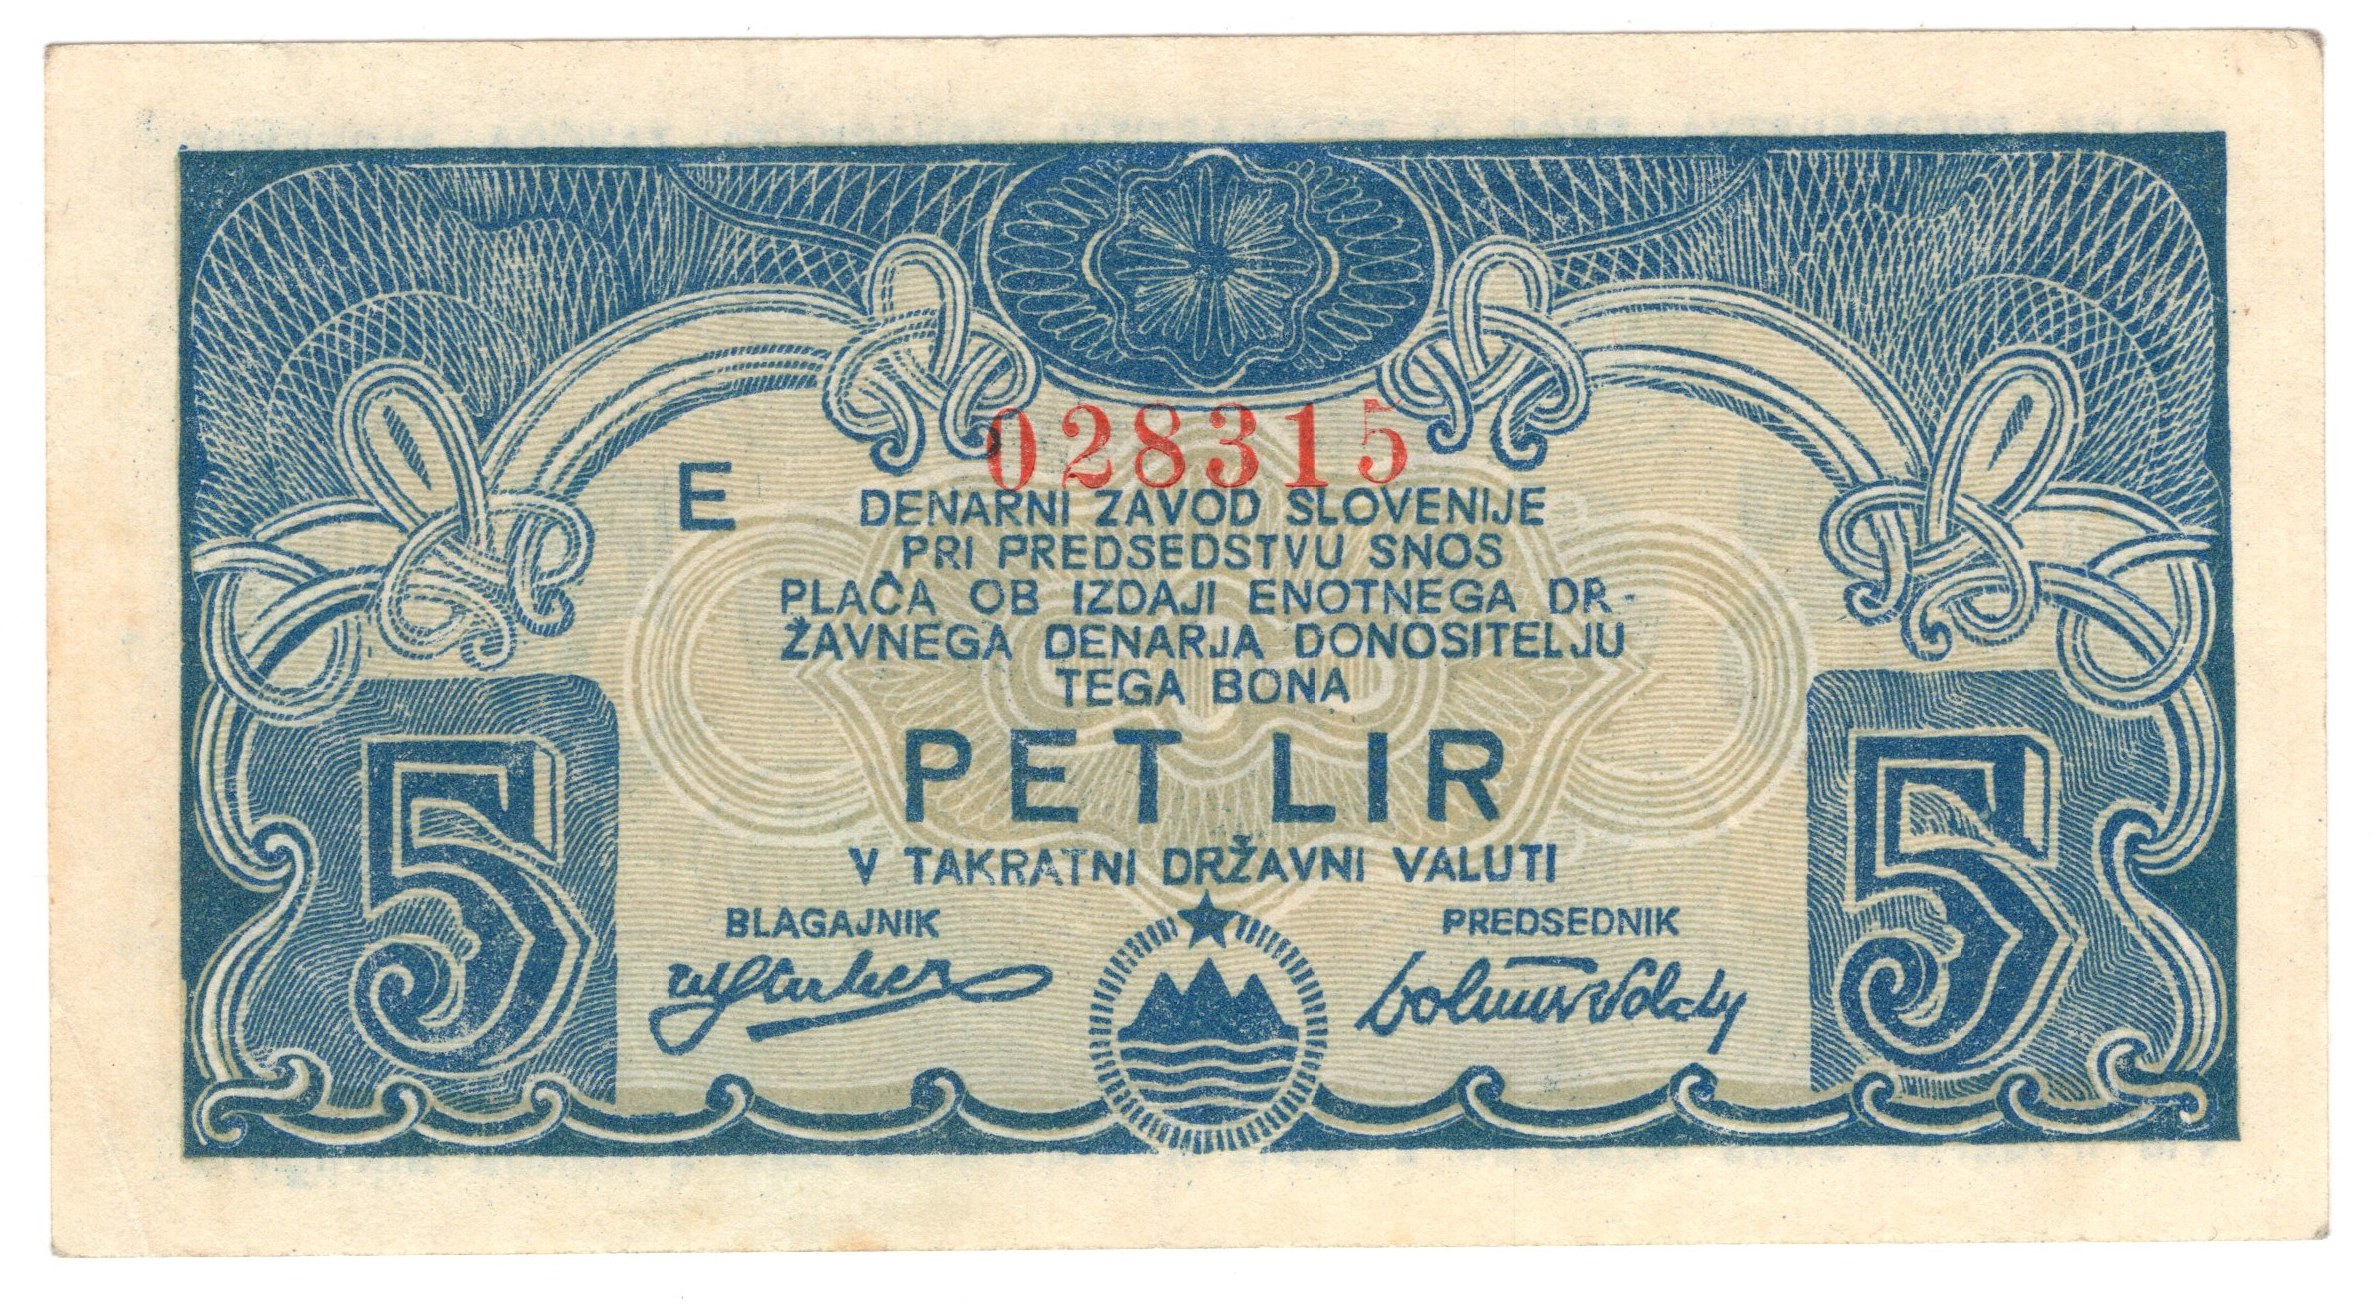 028315
E
DENARNI ZAVOD SLOVENIJE
PRI PREDSEDSTVU SNOS
PLAČA OB IZDAJI ENOTNEGA DR-
ŽAVNEGA DENARJA DONOSITELJU
TEGA BONA
PET LIR
V TAKRATNI DRŽAVNI VALUTI
BLAGAJNIK
PREDSEDNIK
5
5